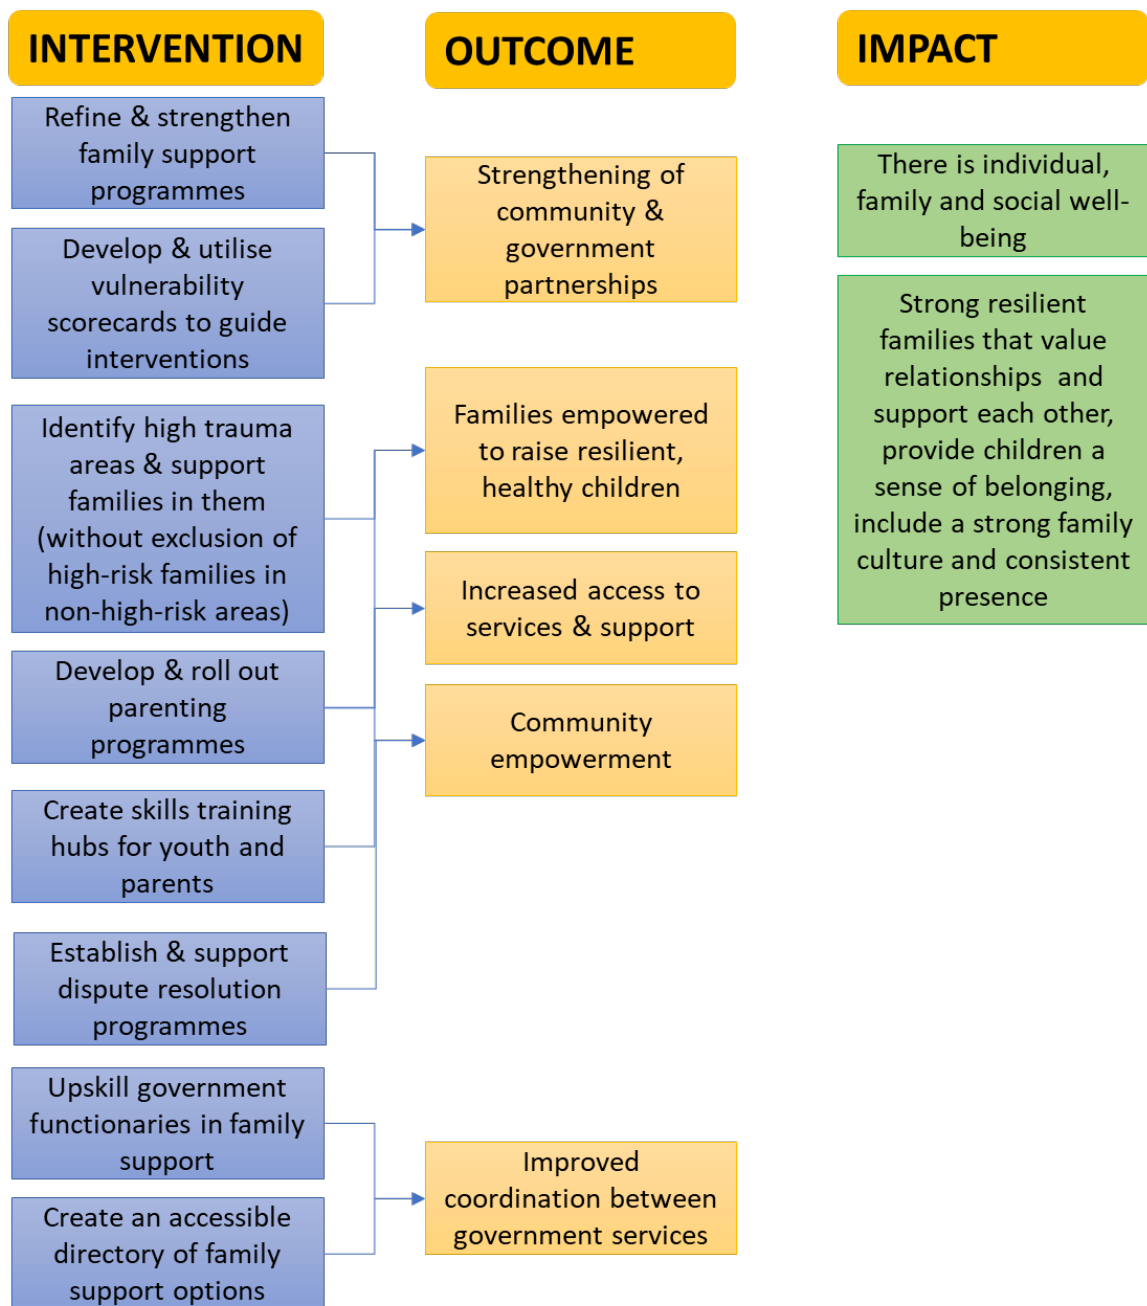 INTERVENTION
Refine & strengthen
family support
programmes
Develop & utilise
vulnerability
scorecards to guide
interventions
Identify high trauma
areas & support
families in them
(without exclusion of
high-risk families in
non-high-risk areas)
Develop & roll out
parenting
programmes
Create skills training
hubs for youth and
parents
Establish & support
dispute resolution
programmes
Upskill government
functionaries in family
support
Create an accessible
directory of family
support options
OUTCOME
Strengthening of
community &
government
partnerships
Families empowered
to raise resilient,
healthy children
Increased access to
services & support
Community
empowerment
Improved
coordination between
government services
IMPACT
There is individual,
family and social well-
being
Strong resilient
families that value
relationships and
support each other,
provide children a
sense of belonging,
include a strong family
culture and consistent
presence